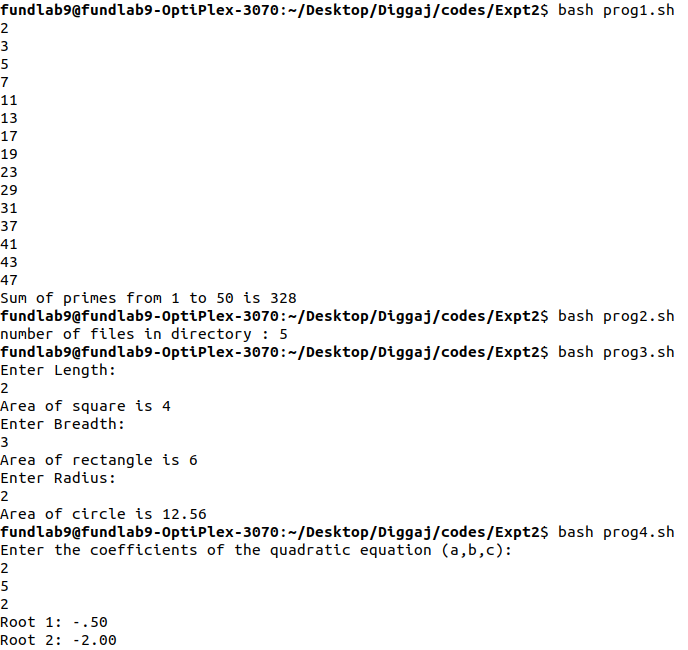 fundlab9@fundlab9-OptiPlex-3070:~/Desktop/Diggaj/codes/Expt2$ bash prog1.sh
2
3
5
7
11
13
17
19
23
29
31
37
41
43
47
Sum of primes from 1 to 50 is 328
fundlab9@fundlab9-OptiPlex-3070:~/Desktop/Diggaj/codes/Expt2$ bash prog2.sh
number of files in directory : 5
fundlab9@fundlab9-OptiPlex-3070:~/Desktop/Diggaj/codes/Expt2$ bash prog3.sh
Enter Length:
2
Area of square is 4
Enter Breadth:
3
Area of rectangle is 6
Enter Radius:
2
Area of circle is 12.56
fundlab9@fundlab9-OptiPlex-3070:~/Desktop/Diggaj/codes/Expt2$ bash prog4.sh
Enter the coefficients of the quadratic equation (a,b,c):
2
5
2
Root 1: -.50
Root 2: -2.00